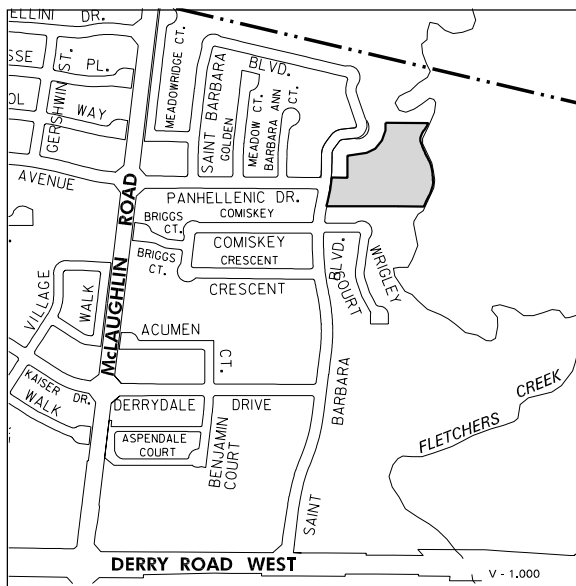 ELLINI DR.
SSE
ST.
PL.
OL
GERSHWIN
WAY
AVENUE
McLAUGHLIN ROAD
MEADOWRIDGE CT.
SAINT BARBARA
BLVD.
GOLDEN
MEADOW CT.
BARBARA ANN
CT.
PANHELLENIC DR.
COMISKEY
BRIGGS
CT.
COMISKEY
CRESCENT
BRIGGS
CT.
CRESCENT
BLVD.
COURT
WRIGLEY
VILLAGE
WALK
ACUMEN
CT.
BARBARA
KAISER DR.
WALK
DERRYDALE DRIVE
ASPENDALE
COURT
BENJAMIN
COURT
SAINT
FLETCHERS CREEK
DERRY ROAD WEST
V - 1.000